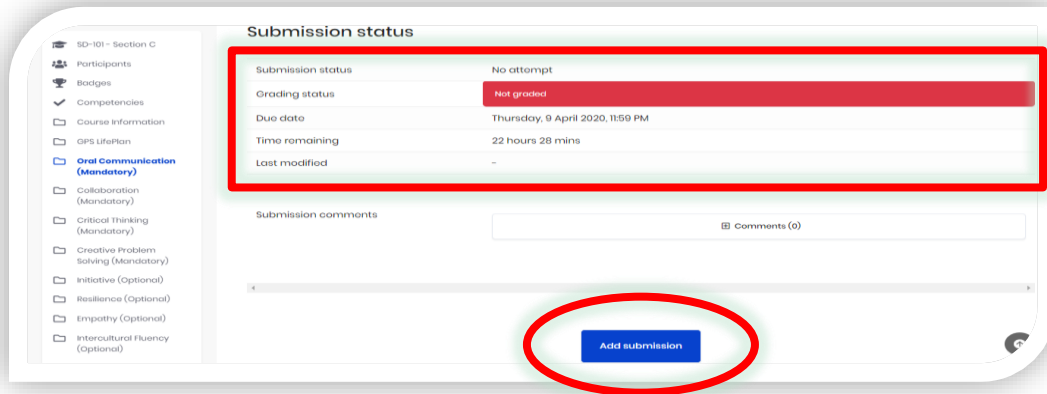 SD-101 - Section C
Participants
Badges
Competencies
Course Information
GPS LifePlan
Oral Communication
(Mandatory)
Collaboration
(Mandatory)
Critical Thinking
(Mandatory)
Creative Problem
Solving (Mandatory)
Initiative (Optional)
Resilience (Optional)
Empathy (Optional)
Intercultural Fluency
(Optional)
Submission status
Submission status No attempt
Grading status Not graded
Due date Thursday, 9 April 2020, 11:59 PM
Time remaining 22 hours 28 mins
Last modified -
Submission comments Comments (0)
Add submission